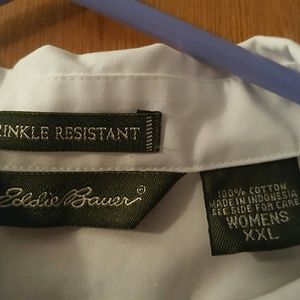 RINKLE RESISTANT
Eddie Bauer®
100% COTTON
MADE IN INDONESIA
SEE SIDE FOR CARE
WOMENS
XXL